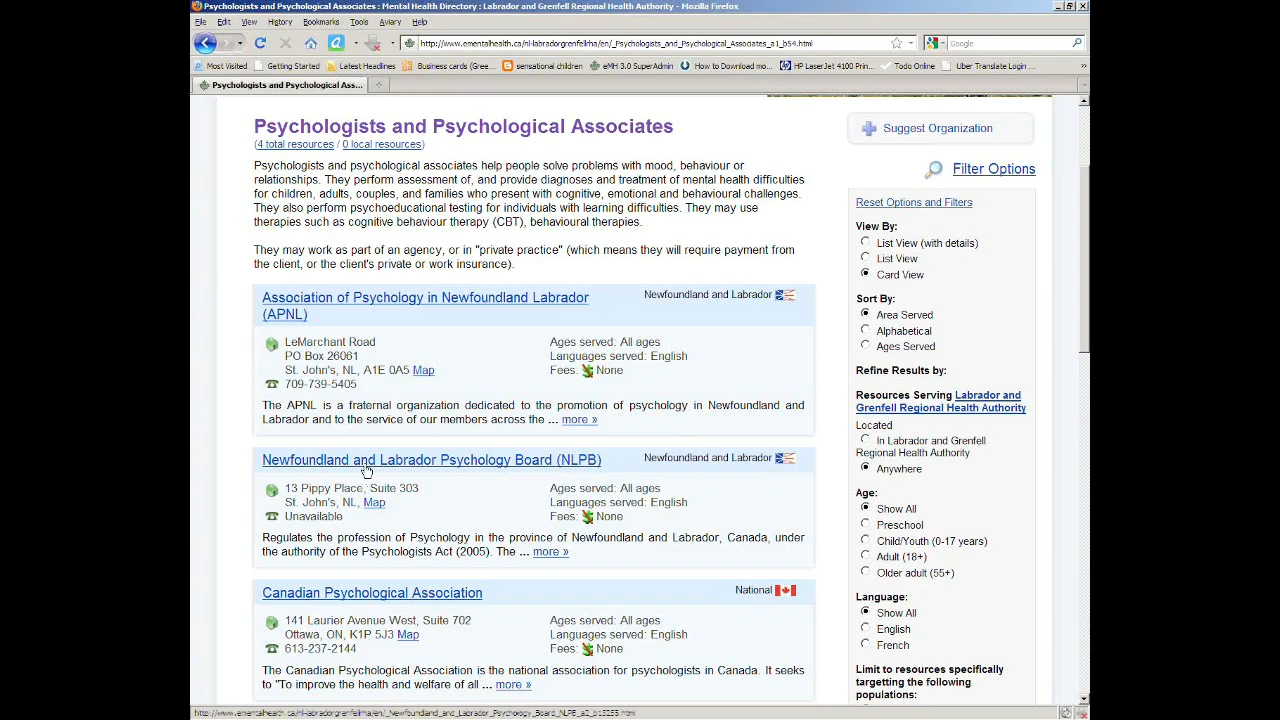 Psychologists and Psychological Associates : Mental Health Directory : Labrador and Grenfell Regional Health Authority - Mozilla Firefox
File Edit View History Bookmarks Tools Aviary Help
http://www.ementalhealth.ca/nl-labradorgrenfellrha/en/_Psychologists_and_Psychological_Associates_a1_b54.html
Google
Most Visited Getting Started Latest Headlines Business cards (Gree... sensational children eMH 3.0 SuperAdmin How to Download mo... HP LaserJet 4100 Prin... Todo Online Uber Translate Login ...
Psychologists and Psychological Ass...
Psychologists and Psychological Associates
(4 total resources / 0 local resources)
Psychologists and psychological associates help people solve problems with mood, behaviour or
relationships. They perform assessment of, and provide diagnoses and treatment of mental health difficulties
for children, adults, couples, and families who present with cognitive, emotional and behavioural challenges.
They also perform psychoeducational testing for individuals with learning difficulties. They may use
therapies such as cognitive behaviour therapy (CBT), behavioural therapies.
They may work as part of an agency, or in "private practice" (which means they will require payment from
the client, or the client's private or work insurance).
Association of Psychology in Newfoundland Labrador
(APNL)
Newfoundland and Labrador
LeMarchant Road
PO Box 26061
St. John's, NL, A1E 0A5 Map
709-739-5405
Ages served: All ages
Languages served: English
Fees: None
The APNL is a fraternal organization dedicated to the promotion of psychology in Newfoundland and
Labrador and to the service of our members across the ... more »
Newfoundland and Labrador Psychology Board (NLPB)
Newfoundland and Labrador
13 Pippy Place, Suite 303
St. John's, NL, Map
Unavailable
Ages served: All ages
Languages served: English
Fees: None
Regulates the profession of Psychology in the province of Newfoundland and Labrador, Canada, under
the authority of the Psychologists Act (2005). The ... more »
Canadian Psychological Association
National
141 Laurier Avenue West, Suite 702
Ottawa, ON, K1P 5J3 Map
613-237-2144
Ages served: All ages
Languages served: English
Fees: None
The Canadian Psychological Association is the national association for psychologists in Canada. It seeks
to "To improve the health and welfare of all ... more »
Suggest Organization
Filter Options
Reset Options and Filters
View By:
List View (with details)
List View
Card View
Sort By:
Area Served
Alphabetical
Ages Served
Refine Results by:
Resources Serving Labrador and
Grenfell Regional Health Authority
Located
In Labrador and Grenfell
Regional Health Authority
Anywhere
Age:
Show All
Preschool
Child/Youth (0-17 years)
Adult (18+)
Older adult (55+)
Language:
Show All
English
French
Limit to resources specifically
targeting the following
populations:
http://www.ementalhealth.ca/nl-labradorgrenfellrha/en/_Newfoundland_and_Labrador_Psychology_Board_NLPB_a2_b13255.html